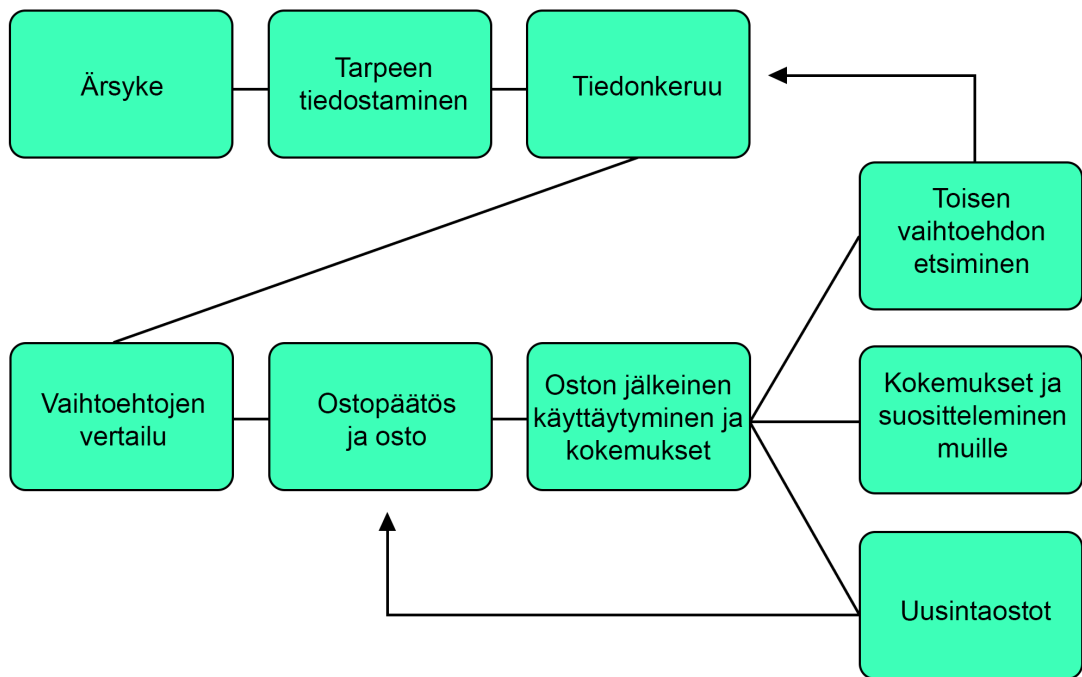 Ärsyke
Tarpeen
tiedostaminen
Tiedonkeruu
Toisen
vaihtoehdon
etsiminen
Vaihtoehtojen
vertailu
Ostopäätös
ja osto
Oston jälkeinen
käyttäytyminen ja
kokemukset
Kokemukset ja
suositteleminen
muille
Uusintaostot